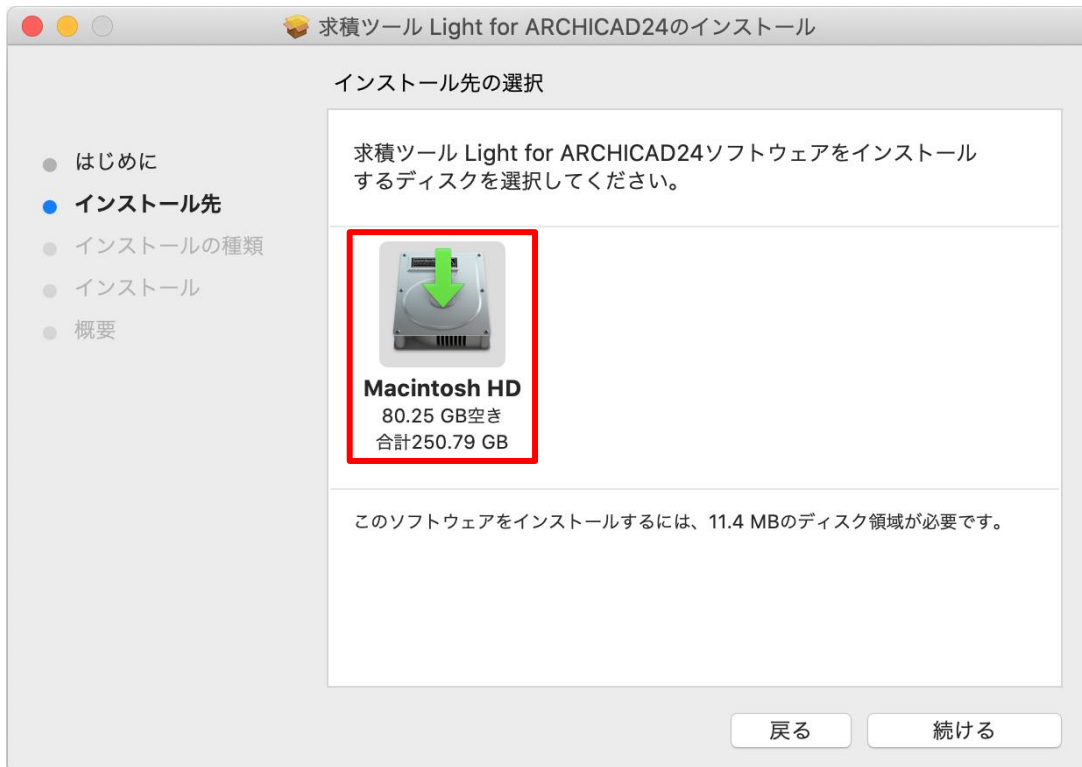 求積ツール Light for ARCHICAD24のインストール
インストール先の選択
はじめに
インストール先
インストールの種類
インストール
概要
求積ツール Light for ARCHICAD24ソフトウェアをインストール
するディスクを選択してください。
Macintosh HD
80.25 GB空き
合計250.79 GB
このソフトウェアをインストールするには、11.4 MBのディスク領域が必要です。
戻る
続ける